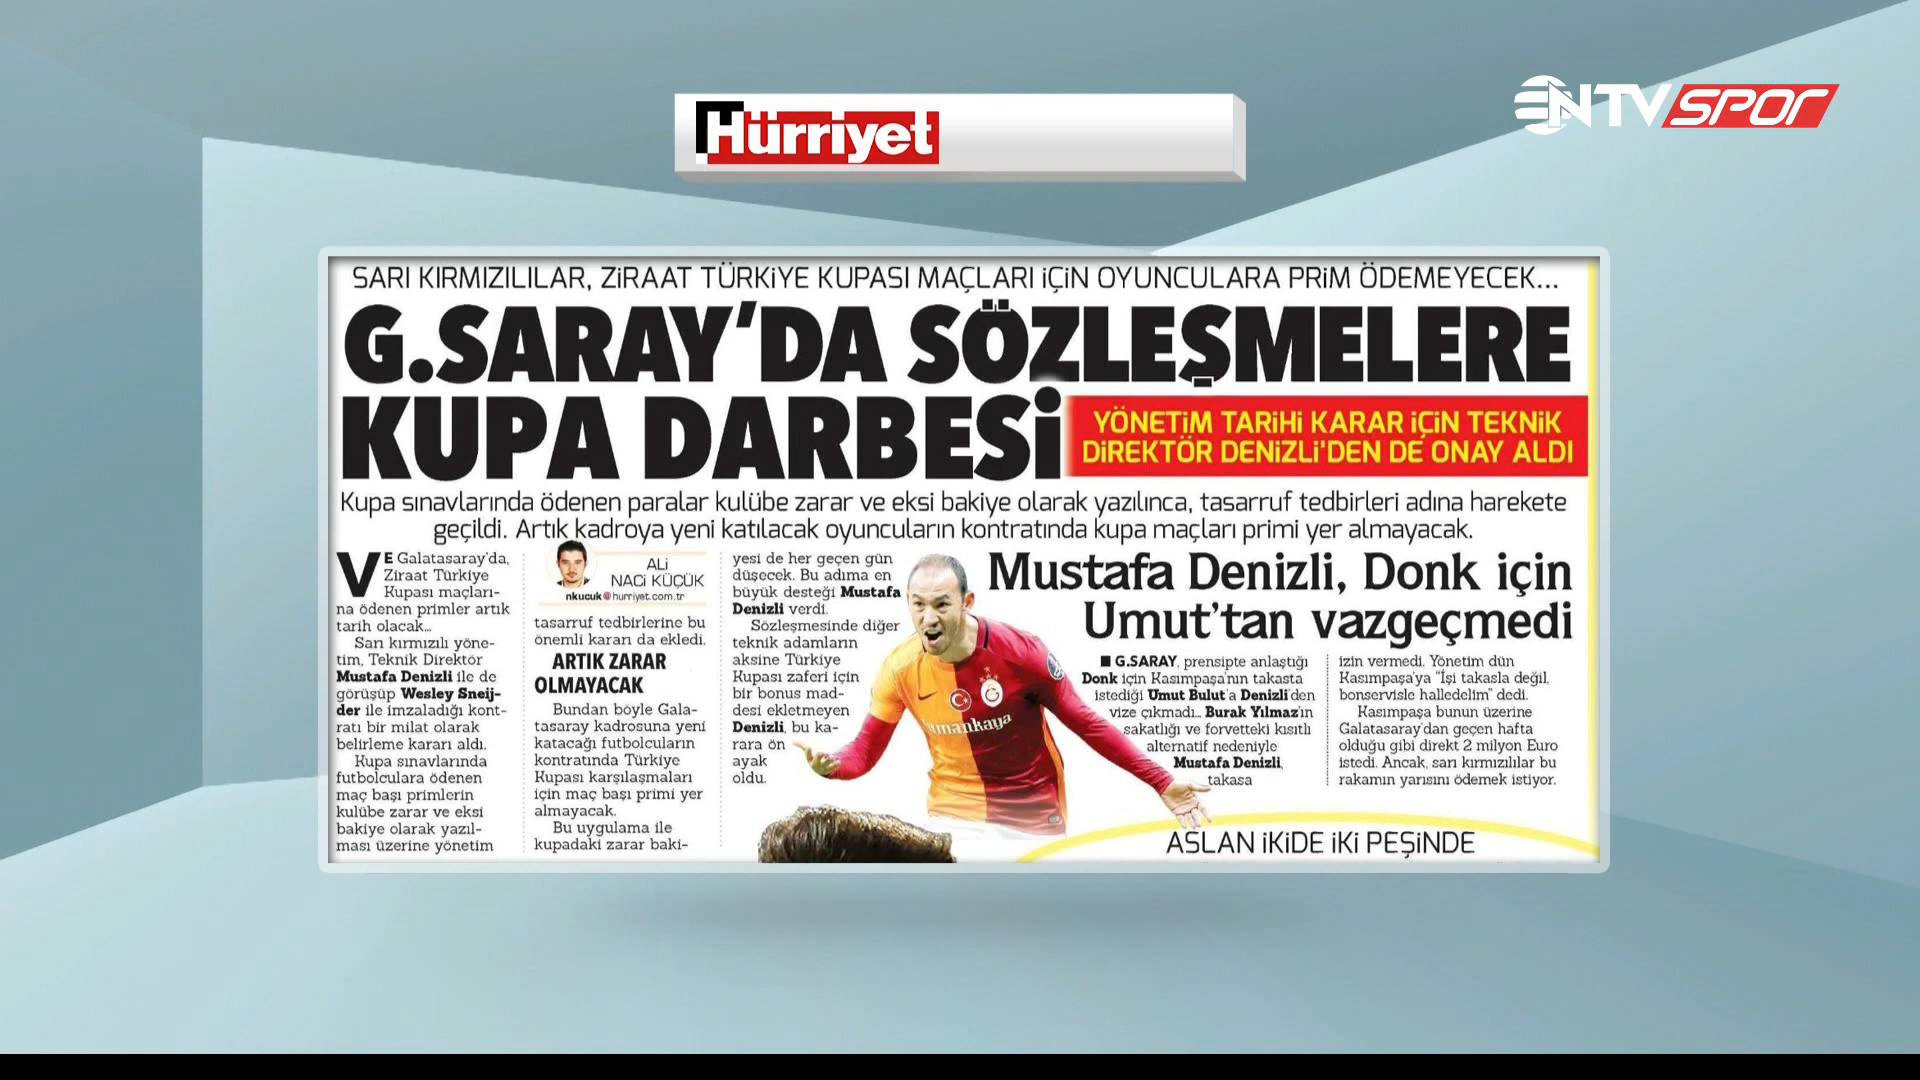 Hürriyet
NTVSPOR
SARI KIRMIZILILAR, ZİRAAT TÜRKİYE KUPASI MAÇLARI İÇİN OYUNCULARA PRİM ÖDEMEYECEK...
G.SARAY'DA SÖZLEŞMELERE
KUPA DARBESİ
YÖNETİM TARİHİ KARAR İÇİN TEKNİK
DİREKTÖR DENİZLİ'DEN DE ONAY ALDI
Kupa sınavlarında ödenen paralar kulübe zarar ve eksi bakiye olarak yazılınca, tasarruf tedbirleri adına harekete
geçildi. Artık kadroya yeni katılacak oyuncuların kontratında kupa maçları primi yer almayacak.
VE Galatasaray'da,
Ziraat Türkiye
Kupası maçları-
na ödenen primler artık
tarih olacak...
Sarı kırmızılı yöne-
tim, Teknik Direktör
Mustafa Denizli ile de
görüşüp Wesley Sneij-
der ile imzaladığı kont-
ratı bir milat olarak
belirleme kararı aldı.
Kupa sınavlarında
futbolculara ödenen
maç başı primlerin
kulübe zarar ve eksi
bakiye olarak yazıl-
ması üzerine yönetim
ALİ
NACİ KÜÇÜK
nkucuk@hurriyet.com.tr
tasarruf tedbirlerine bu
önemli kararı da ekledi.
ARTIK ZARAR
OLMAYACAK
Bundan böyle Gala-
tasaray kadrosuna yeni
katacağı futbolcuların
kontratında Türkiye
Kupası karşılaşmaları
için maç başı primi yer
almayacak.
Bu uygulama ile
kupadaki zarar baki-
yesi de her geçen gün
düşecek. Bu adıma en
büyük desteği Mustafa
Denizli verdi.
Sözleşmesinde diğer
teknik adamların
aksine Türkiye
Kupası zaferi için
bir bonus mad-
desi ekletmeyen
Denizli, bu ka-
rara ön
ayak
oldu.
Mustafa Denizli, Donk için
Umut'tan vazgeçmedi
■ G.SARAY, prensipte anlaştığı
Donk için Kasımpaşa'nın takasta
istediği Umut Bulut'a Denizli'den
vize çıkmadı... Burak Yılmaz'ın
sakatlığı ve forvetteki kısıtlı
alternatif nedeniyle
Mustafa Denizli,
takasa
izin vermedi. Yönetim dün
Kasımpaşa'ya "İşi takasla değil,
bonservisle halledelim" dedi.
Kasımpaşa bunun üzerine
Galatasaray'dan geçen hafta
olduğu gibi direkt 2 milyon Euro
istedi. Ancak, sarı kırmızılılar bu
rakamın yarısını ödemek istiyor.
ASLAN İKİDE İKİ PEŞİNDE